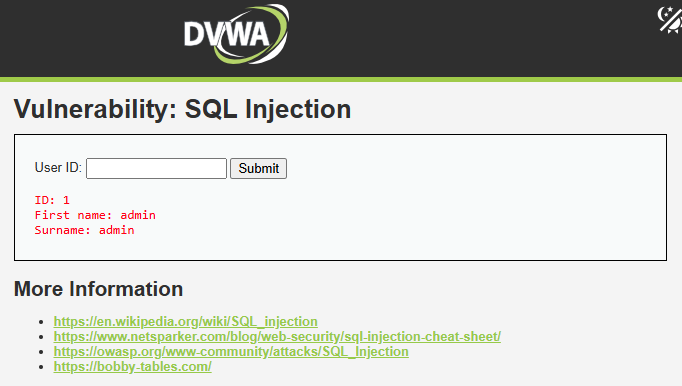 DVWA
Vulnerability: SQL Injection
User ID: Submit
ID: 1
First name: admin
Surname: admin
More Information
https://en.wikipedia.org/wiki/SQL_injection
https://www.netsparker.com/blog/web-security/sql-injection-cheat-sheet/
https://owasp.org/www-community/attacks/SQL_Injection
https://bobby-tables.com/